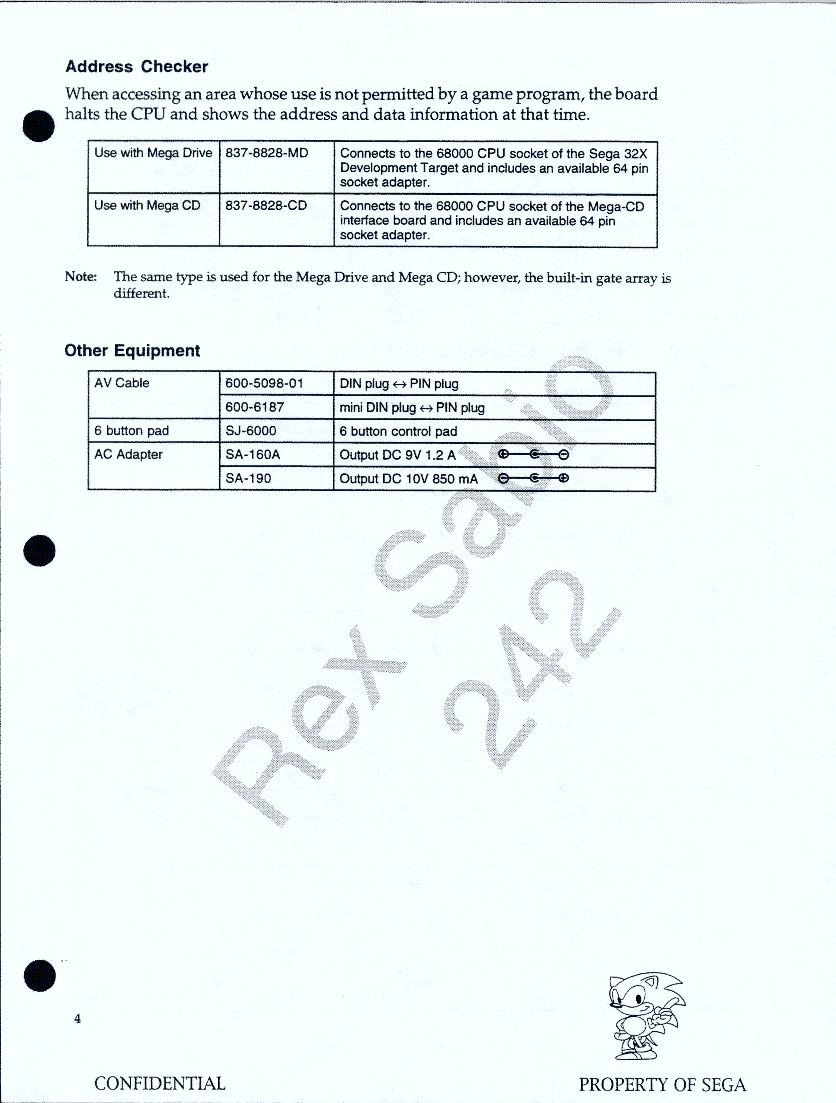 Address Checker
When accessing an area whose use is not permitted by a game program, the board
halts the CPU and shows the address and data information at that time.
Use with Mega Drive 837-8828-MD Connects to the 68000 CPU socket of the Sega 32X
Development Target and includes an available 64 pin
socket adapter.
Use with Mega CD 837-8828-CD Connects to the 68000 CPU socket of the Mega-CD
interface board and includes an available 64 pin
socket adapter.
Note: The same type is used for the Mega Drive and Mega CD; however, the built-in gate array is
different.
Other Equipment
AV Cable 600-5098-01 DIN plug ↔ PIN plug
600-6187 mini DIN plug ↔ PIN plug
6 button pad SJ-6000 6 button control pad
AC Adapter SA-160A Output DC 9V 1.2 A
SA-190 Output DC 10V 850 mA
Rex Sabio
242
4
CONFIDENTIAL PROPERTY OF SEGA